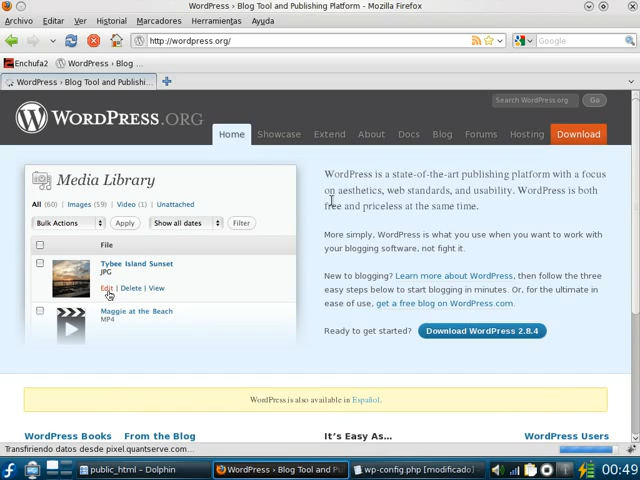 WordPress › Blog Tool and Publishing Platform - Mozilla Firefox
Archivo Editar Ver Historial Marcadores Herramientas Ayuda
http://wordpress.org/
Google
Enchufa2 WordPress › Blog ...
WordPress › Blog Tool and Publishi...
Search WordPress.org Go
WORDPRESS.ORG
Home Showcase Extend About Docs Blog Forums Hosting Download
Media Library
All (60) Images (59) Video (1) Unattached
Bulk Actions Apply Show all dates Filter
File
Tybee Island Sunset
JPG
Edit | Delete | View
Maggie at the Beach
MP4
WordPress is a state-of-the-art publishing platform with a focus
on aesthetics, web standards, and usability. WordPress is both
free and priceless at the same time.
More simply, WordPress is what you use when you want to work with
your blogging software, not fight it.
New to blogging? Learn more about WordPress, then follow the three
easy steps below to start blogging in minutes. Or, for the ultimate in
ease of use, get a free blog on WordPress.com.
Ready to get started? Download WordPress 2.8.4
WordPress is also available in Español.
WordPress Books From the Blog It's Easy As... WordPress Users
Transfiriendo datos desde pixel.quantserve.com...
public_html – Dolphin WordPress › Blog Tool and Pu wp-config.php [modificado] 00:49